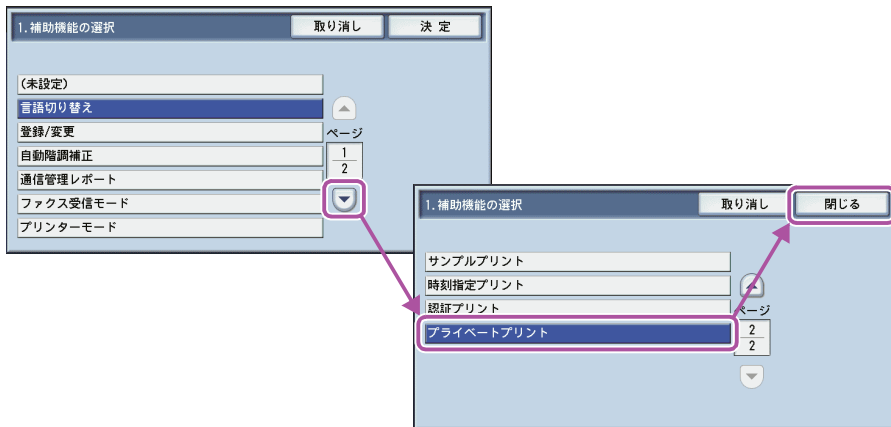 1.補助機能の選択 取り消し 決 定
(未設定)
言語切り替え
登録/変更
ページ
自動階調補正
1
通信管理レポート
2
ファクス受信モード
プリンターモード
1.補助機能の選択 取り消し 閉じる
サンプルプリント
時刻指定プリント
認証プリント
ページ
プライベートプリント
2
2